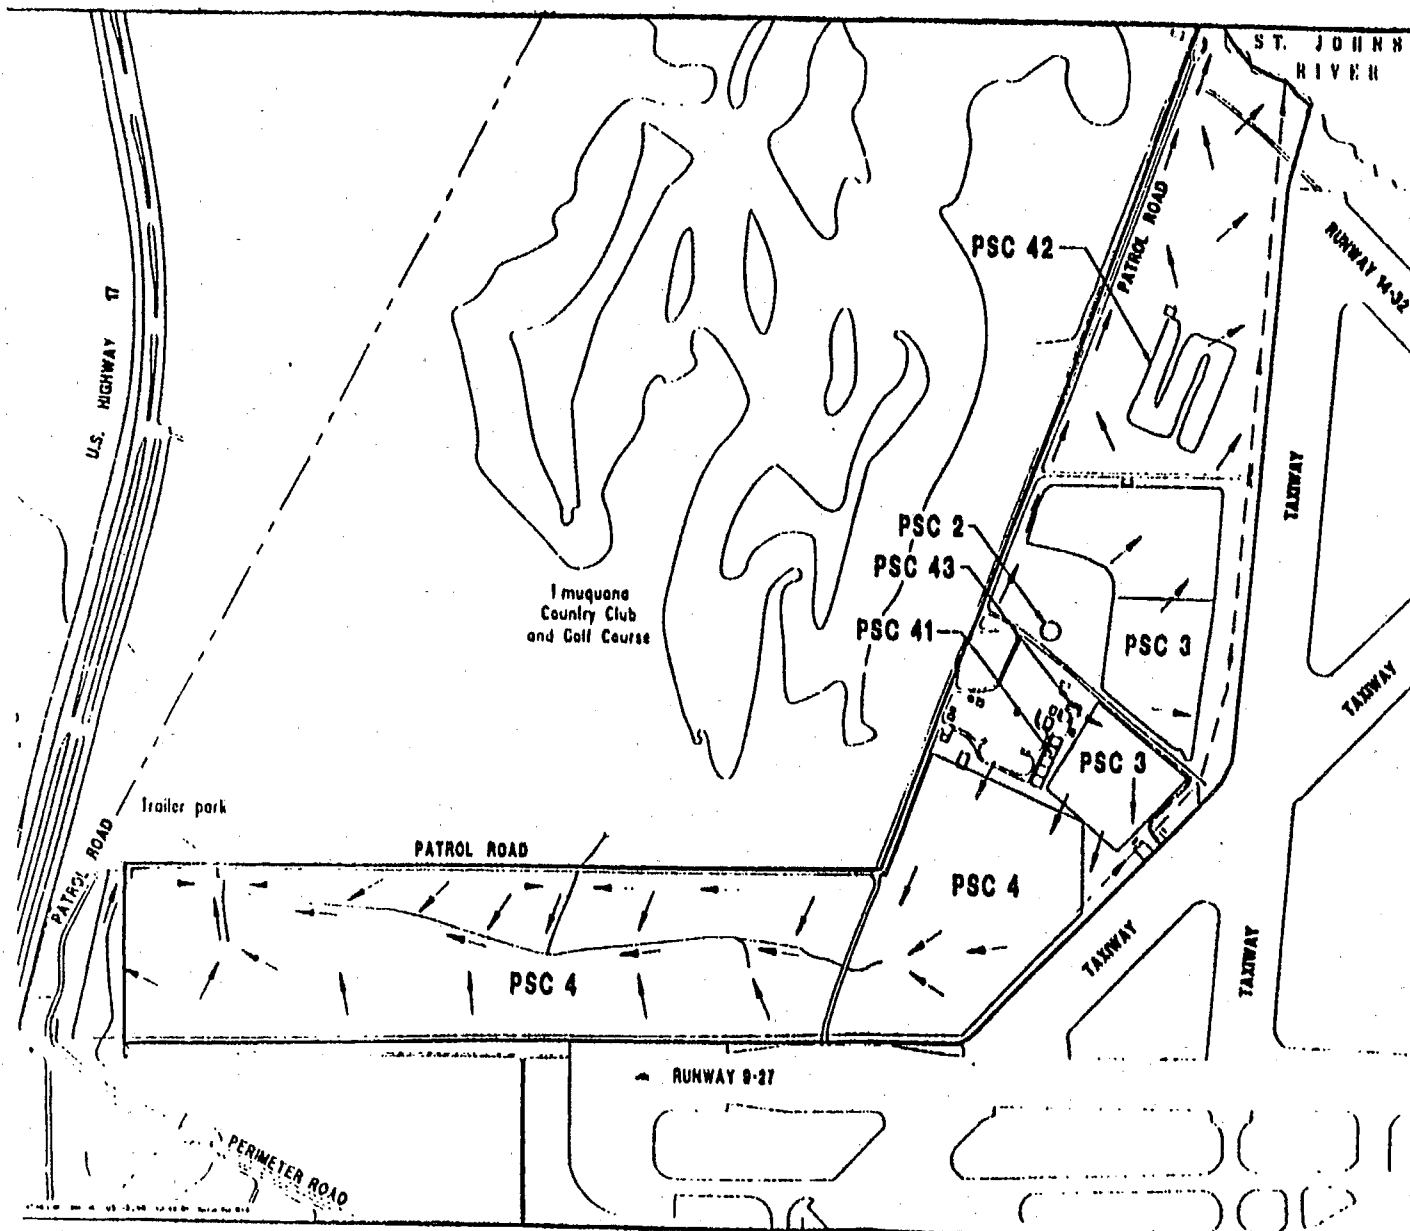 ST. JOHNS
RIVER
PATROL ROAD
PSC 42
RUNWAY 14-32
U.S. HIGHWAY 17
TAXIWAY
PSC 2
PSC 43
PSC 41
Timuquana
Country Club
and Golf Course
PSC 3
TAXIWAY
PSC 3
Trailer park
PATROL ROAD
PATROL ROAD
PSC 4
TAXIWAY
TAXIWAY
PSC 4
RUNWAY 9-27
PERIMETER ROAD